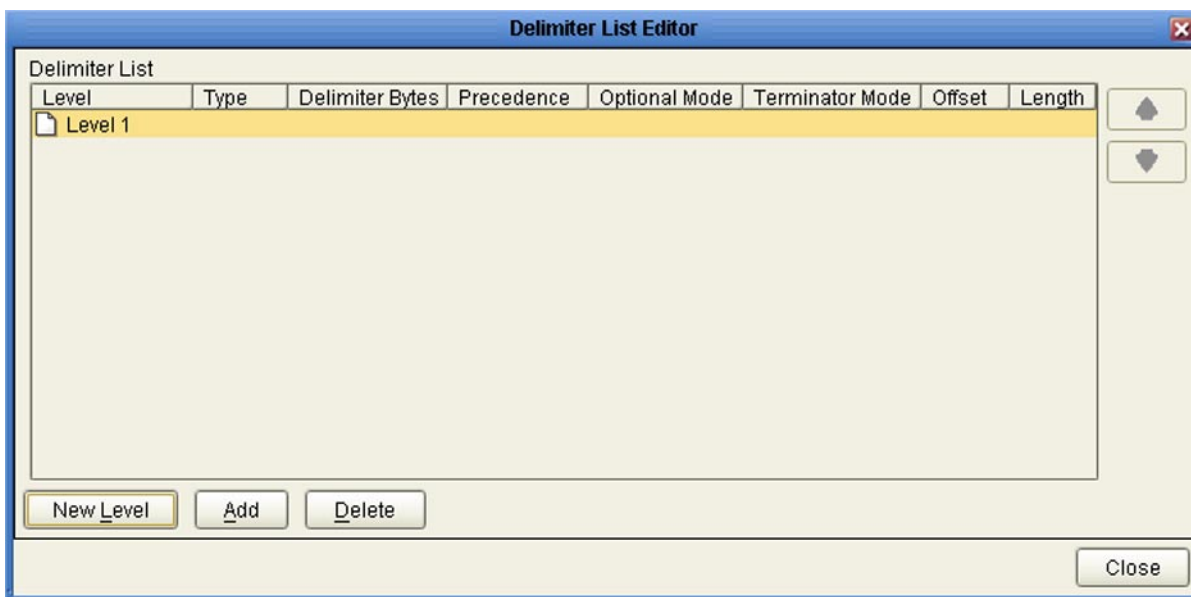 Delimiter List Editor
Delimiter List
Level Type Delimiter Bytes Precedence Optional Mode Terminator Mode Offset Length
Level 1
New Level Add Delete
Close